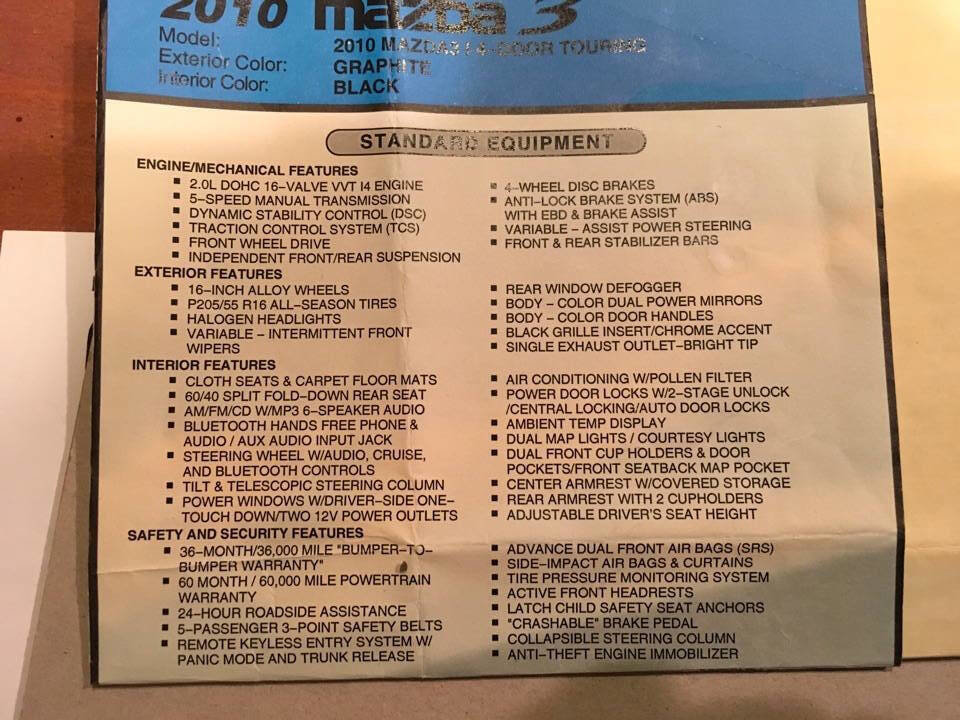 2010 mazda 3
Model: 2010 MAZDA3 I 4-DOOR TOURING
Exterior Color: GRAPHITE
Interior Color: BLACK
STANDARD EQUIPMENT
ENGINE/MECHANICAL FEATURES
2.0L DOHC 16-VALVE VVT I4 ENGINE
5-SPEED MANUAL TRANSMISSION
DYNAMIC STABILITY CONTROL (DSC)
TRACTION CONTROL SYSTEM (TCS)
FRONT WHEEL DRIVE
INDEPENDENT FRONT/REAR SUSPENSION
4-WHEEL DISC BRAKES
ANTI-LOCK BRAKE SYSTEM (ABS)
WITH EBD & BRAKE ASSIST
VARIABLE - ASSIST POWER STEERING
FRONT & REAR STABILIZER BARS
EXTERIOR FEATURES
16-INCH ALLOY WHEELS
P205/55 R16 ALL-SEASON TIRES
HALOGEN HEADLIGHTS
VARIABLE - INTERMITTENT FRONT
WIPERS
REAR WINDOW DEFOGGER
BODY - COLOR DUAL POWER MIRRORS
BODY - COLOR DOOR HANDLES
BLACK GRILLE INSERT/CHROME ACCENT
SINGLE EXHAUST OUTLET-BRIGHT TIP
INTERIOR FEATURES
CLOTH SEATS & CARPET FLOOR MATS
60/40 SPLIT FOLD-DOWN REAR SEAT
AM/FM/CD W/MP3 6-SPEAKER AUDIO
BLUETOOTH HANDS FREE PHONE &
AUDIO / AUX AUDIO INPUT JACK
STEERING WHEEL W/AUDIO, CRUISE,
AND BLUETOOTH CONTROLS
TILT & TELESCOPIC STEERING COLUMN
POWER WINDOWS W/DRIVER-SIDE ONE-
TOUCH DOWN/TWO 12V POWER OUTLETS
AIR CONDITIONING W/POLLEN FILTER
POWER DOOR LOCKS W/2-STAGE UNLOCK
/CENTRAL LOCKING/AUTO DOOR LOCKS
AMBIENT TEMP DISPLAY
DUAL MAP LIGHTS / COURTESY LIGHTS
DUAL FRONT CUP HOLDERS & DOOR
POCKETS/FRONT SEATBACK MAP POCKET
CENTER ARMREST W/COVERED STORAGE
REAR ARMREST WITH 2 CUPHOLDERS
ADJUSTABLE DRIVER'S SEAT HEIGHT
SAFETY AND SECURITY FEATURES
36-MONTH/36,000 MILE "BUMPER-TO-
BUMPER WARRANTY"
60 MONTH / 60,000 MILE POWERTRAIN
WARRANTY
24-HOUR ROADSIDE ASSISTANCE
5-PASSENGER 3-POINT SAFETY BELTS
REMOTE KEYLESS ENTRY SYSTEM W/
PANIC MODE AND TRUNK RELEASE
ADVANCE DUAL FRONT AIR BAGS (SRS)
SIDE-IMPACT AIR BAGS & CURTAINS
TIRE PRESSURE MONITORING SYSTEM
ACTIVE FRONT HEADRESTS
LATCH CHILD SAFETY SEAT ANCHORS
"CRASHABLE" BRAKE PEDAL
COLLAPSIBLE STEERING COLUMN
ANTI-THEFT ENGINE IMMOBILIZER